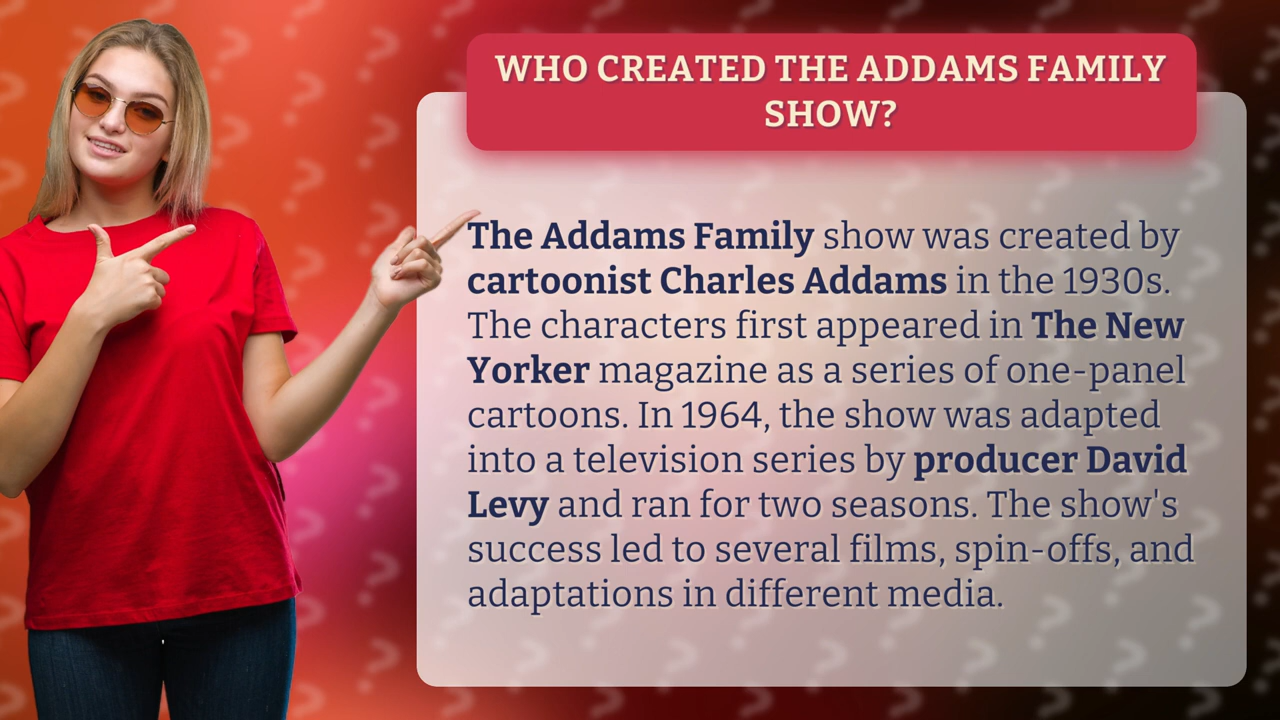 WHO CREATED THE ADDAMS FAMILY
SHOW?
The Addams Family show was created by
cartoonist Charles Addams in the 1930s.
The characters first appeared in The New
Yorker magazine as a series of one-panel
cartoons. In 1964, the show was adapted
into a television series by producer David
Levy and ran for two seasons. The show's
success led to several films, spin-offs, and
adaptations in different media.